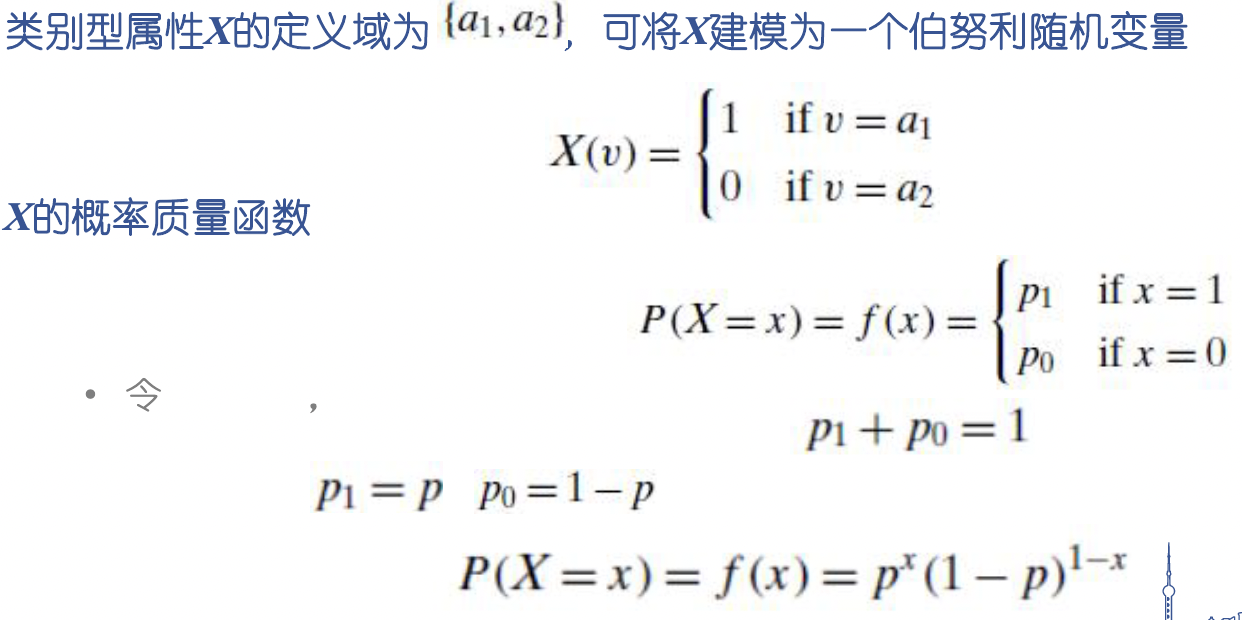 类别型属性X的定义域为 {a₁, a₂}, 可将X建模为一个伯努利随机变量
X(v) = { 1 if v = a₁
0 if v = a₂
X的概率质量函数
P(X = x) = f(x) = { p₁ if x = 1
p₀ if x = 0
• 令 ,
p₁ + p₀ = 1
p₁ = p p₀ = 1 − p
P(X = x) = f(x) = pˣ(1 − p)¹⁻ˣ